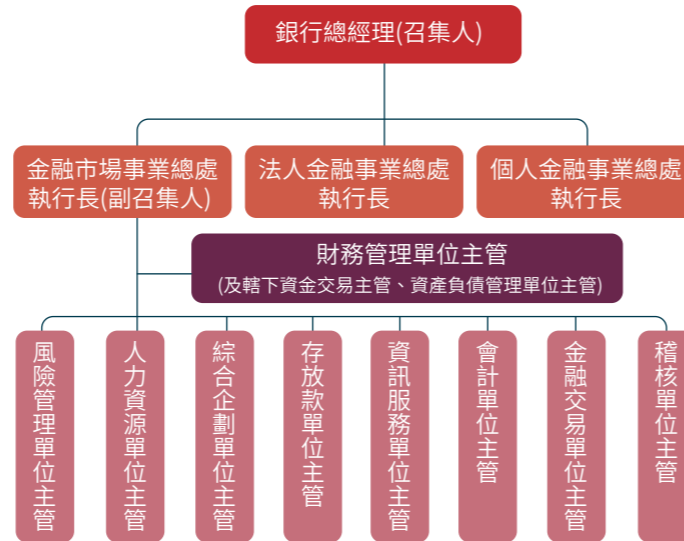 銀行總經理(召集人)
金融市場事業總處
執行長(副召集人)
法人金融事業總處
執行長
個人金融事業總處
執行長
財務管理單位主管
(及轄下資金交易主管、資產負債管理單位主管)
風險管理單位主管
人力資源單位主管
綜合企劃單位主管
存放款單位主管
資訊服務單位主管
會計單位主管
金融交易單位主管
稽核單位主管